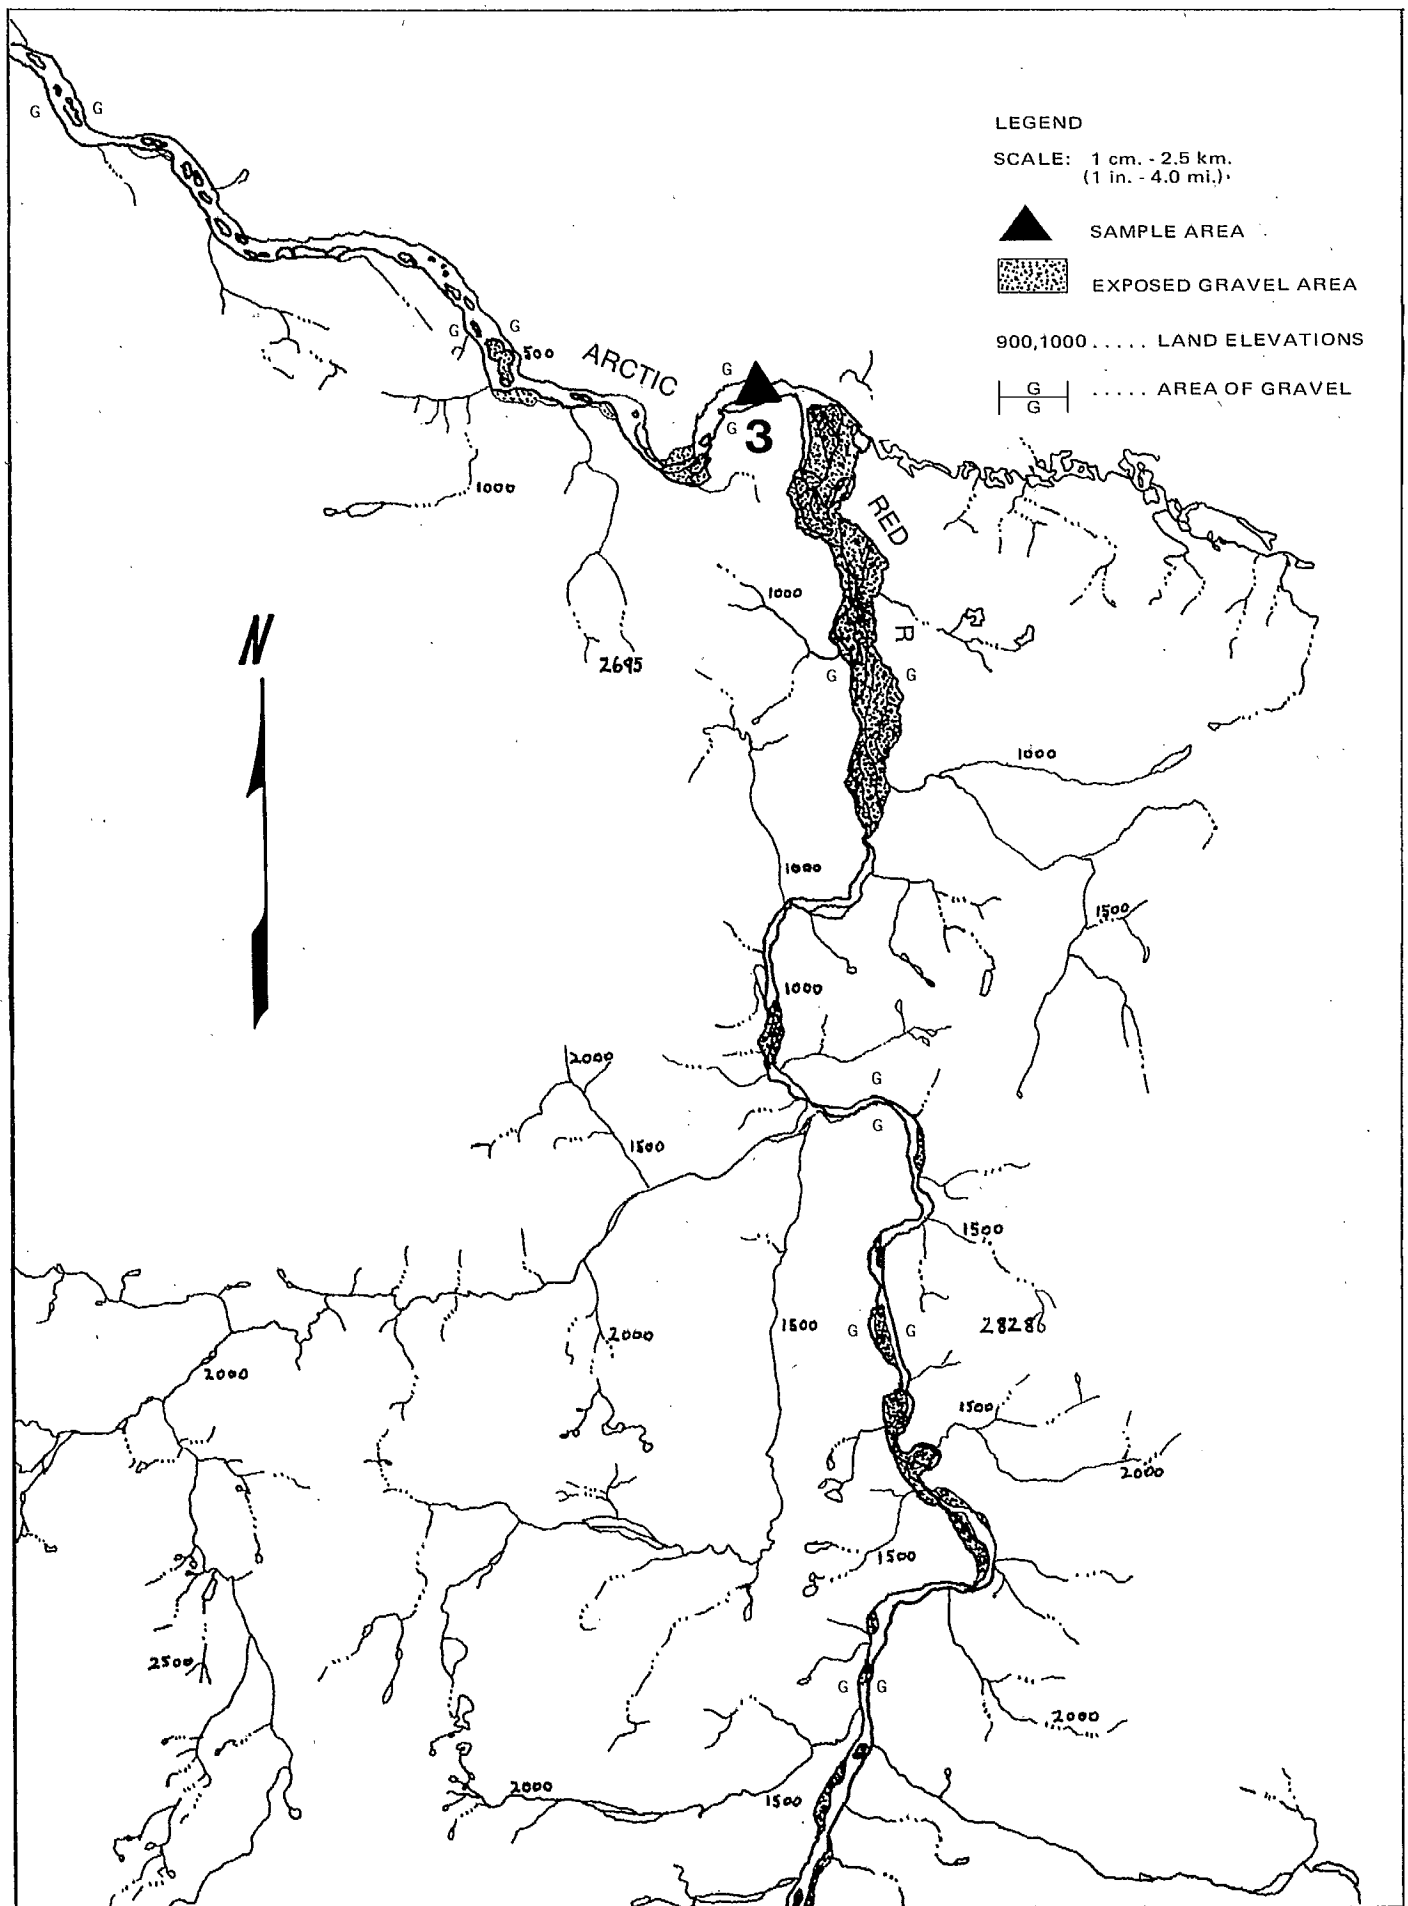 LEGEND
SCALE: 1 cm. - 2.5 km.
(1 in. - 4.0 mi.)
SAMPLE AREA
EXPOSED GRAVEL AREA
900,1000 ..... LAND ELEVATIONS
G
G
..... AREA OF GRAVEL
G
G
G
G
500
ARCTIC
G
G
3
1000
RED
1000
R
2695
G
G
N
1000
1000
1500
1000
2000
G
G
1500
1500
1500
2000
G
G
28286
2000
1500
2000
1500
2500
G
G
2000
2000
1500